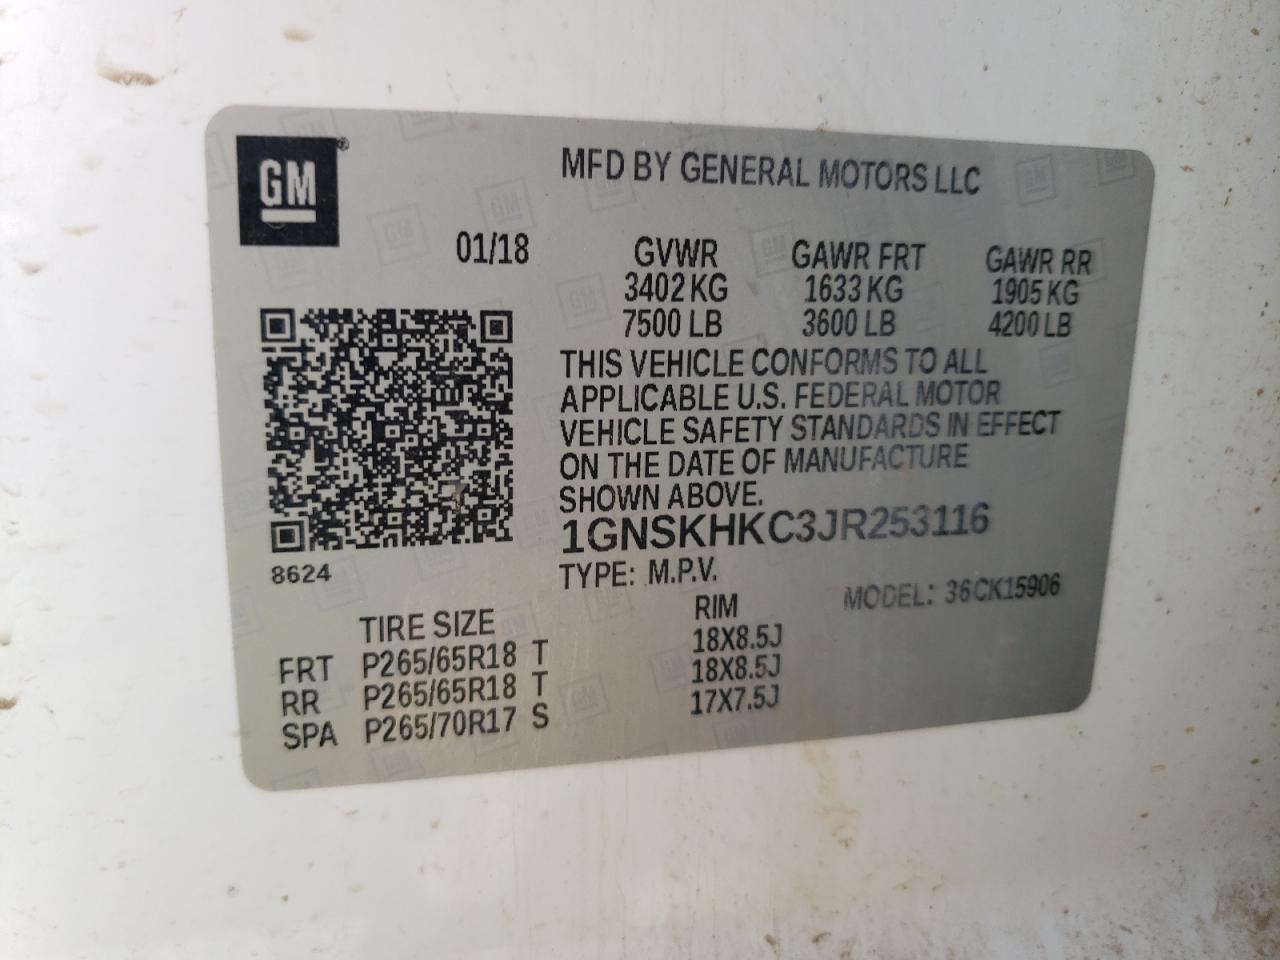 GM
MFD BY GENERAL MOTORS LLC
01/18 GVWR GAWR FRT GAWR RR
3402 KG 1633 KG 1905 KG
7500 LB 3600 LB 4200 LB
THIS VEHICLE CONFORMS TO ALL
APPLICABLE U.S. FEDERAL MOTOR
VEHICLE SAFETY STANDARDS IN EFFECT
ON THE DATE OF MANUFACTURE
SHOWN ABOVE.
1GNSKHKC3JR253116
8624
TYPE: M.P.V. MODEL: 36CK15906
TIRE SIZE RIM
FRT P265/65R18 T 18X8.5J
RR P265/65R18 T 18X8.5J
SPA P265/70R17 S 17X7.5J